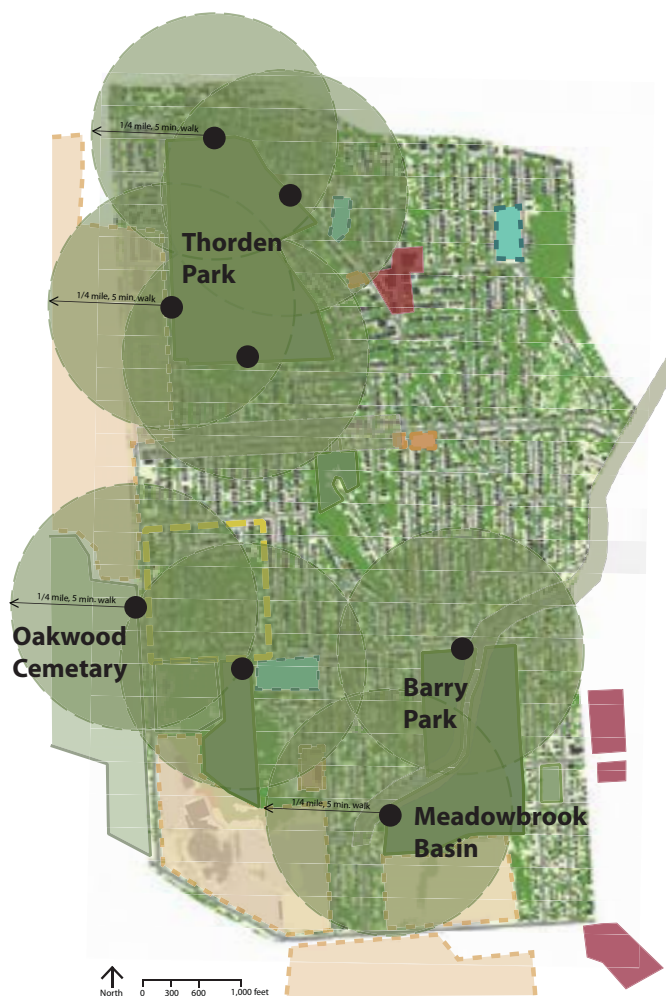 1/4 mile, 5 min. walk
Thorden
Park
1/4 mile, 5 min. walk
1/4 mile, 5 min. walk
Oakwood
Cemetary
Barry
Park
1/4 mile, 5 min. walk
Meadowbrook
Basin
North
0 300 600 1,000 feet